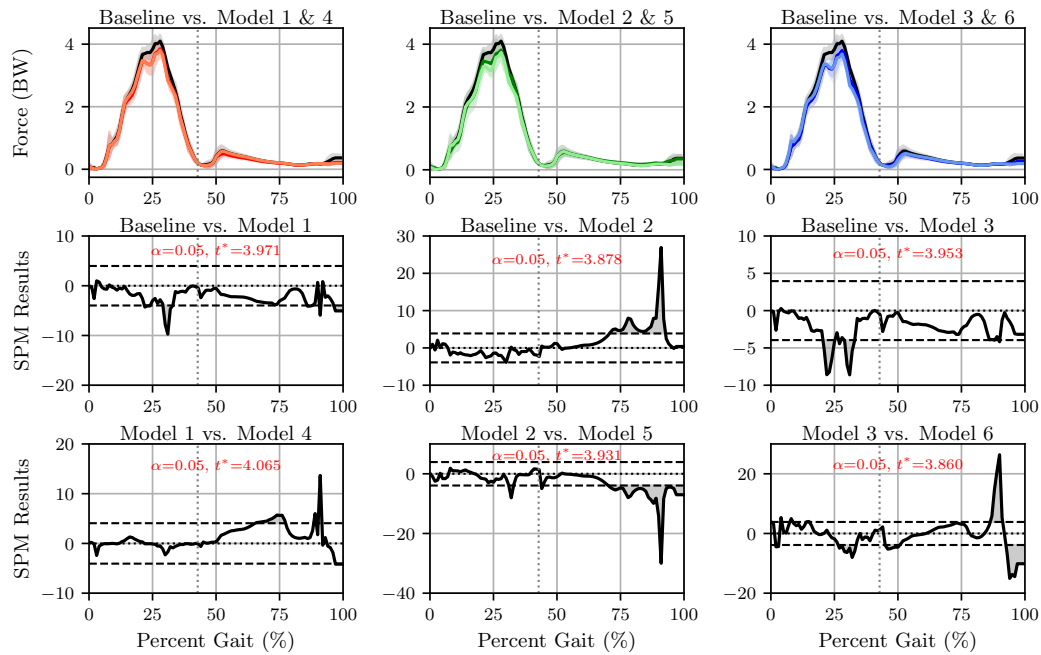 Baseline vs. Model 1 & 4
Baseline vs. Model 2 & 5
Baseline vs. Model 3 & 6
Force (BW)
4
2
0
0 25 50 75 100
4
2
0
0 25 50 75 100
4
2
0
0 25 50 75 100
Baseline vs. Model 1
Baseline vs. Model 2
Baseline vs. Model 3
SPM Results
10
0
−10
−20
α=0.05, t*=3.971
0 25 50 75 100
30
20
10
0
−10
α=0.05, t*=3.878
0 25 50 75 100
10
5
0
−5
−10
α=0.05, t*=3.953
0 25 50 75 100
Model 1 vs. Model 4
Model 2 vs. Model 5
Model 3 vs. Model 6
SPM Results
20
10
0
−10
α=0.05, t*=4.065
0 25 50 75 100
Percent Gait (%)
0
−20
−40
α=0.05, t*=3.931
0 25 50 75 100
Percent Gait (%)
20
0
−20
α=0.05, t*=3.860
0 25 50 75 100
Percent Gait (%)